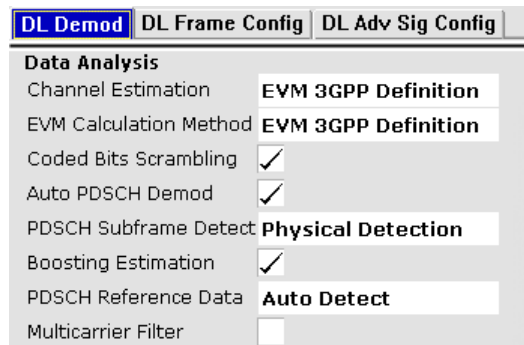 DL Demod DL Frame Config DL Adv Sig Config
Data Analysis
Channel Estimation EVM 3GPP Definition
EVM Calculation Method EVM 3GPP Definition
Coded Bits Scrambling
Auto PDSCH Demod
PDSCH Subframe Detect Physical Detection
Boosting Estimation
PDSCH Reference Data Auto Detect
Multicarrier Filter